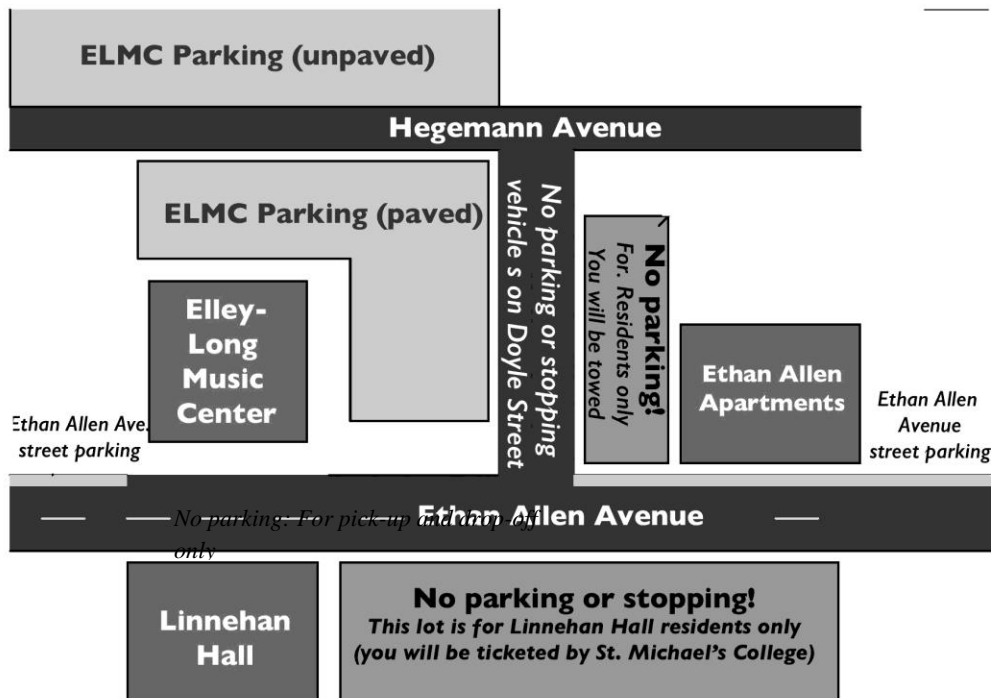 ELMC Parking (unpaved)
Hegemann Avenue
ELMC Parking (paved)
No parking or stopping
vehicle s on Doyle Street
No parking!
For. Residents only
You will be towed
Elley-
Long
Music
Center
Ethan Allen
Apartments
Ethan Allen
Avenue
street parking
Ethan Allen Ave.
street parking
Ethan Allen Avenue
No parking: For pick-up and drop-off
only
Linnehan
Hall
No parking or stopping!
This lot is for Linnehan Hall residents only
(you will be ticketed by St. Michael's College)